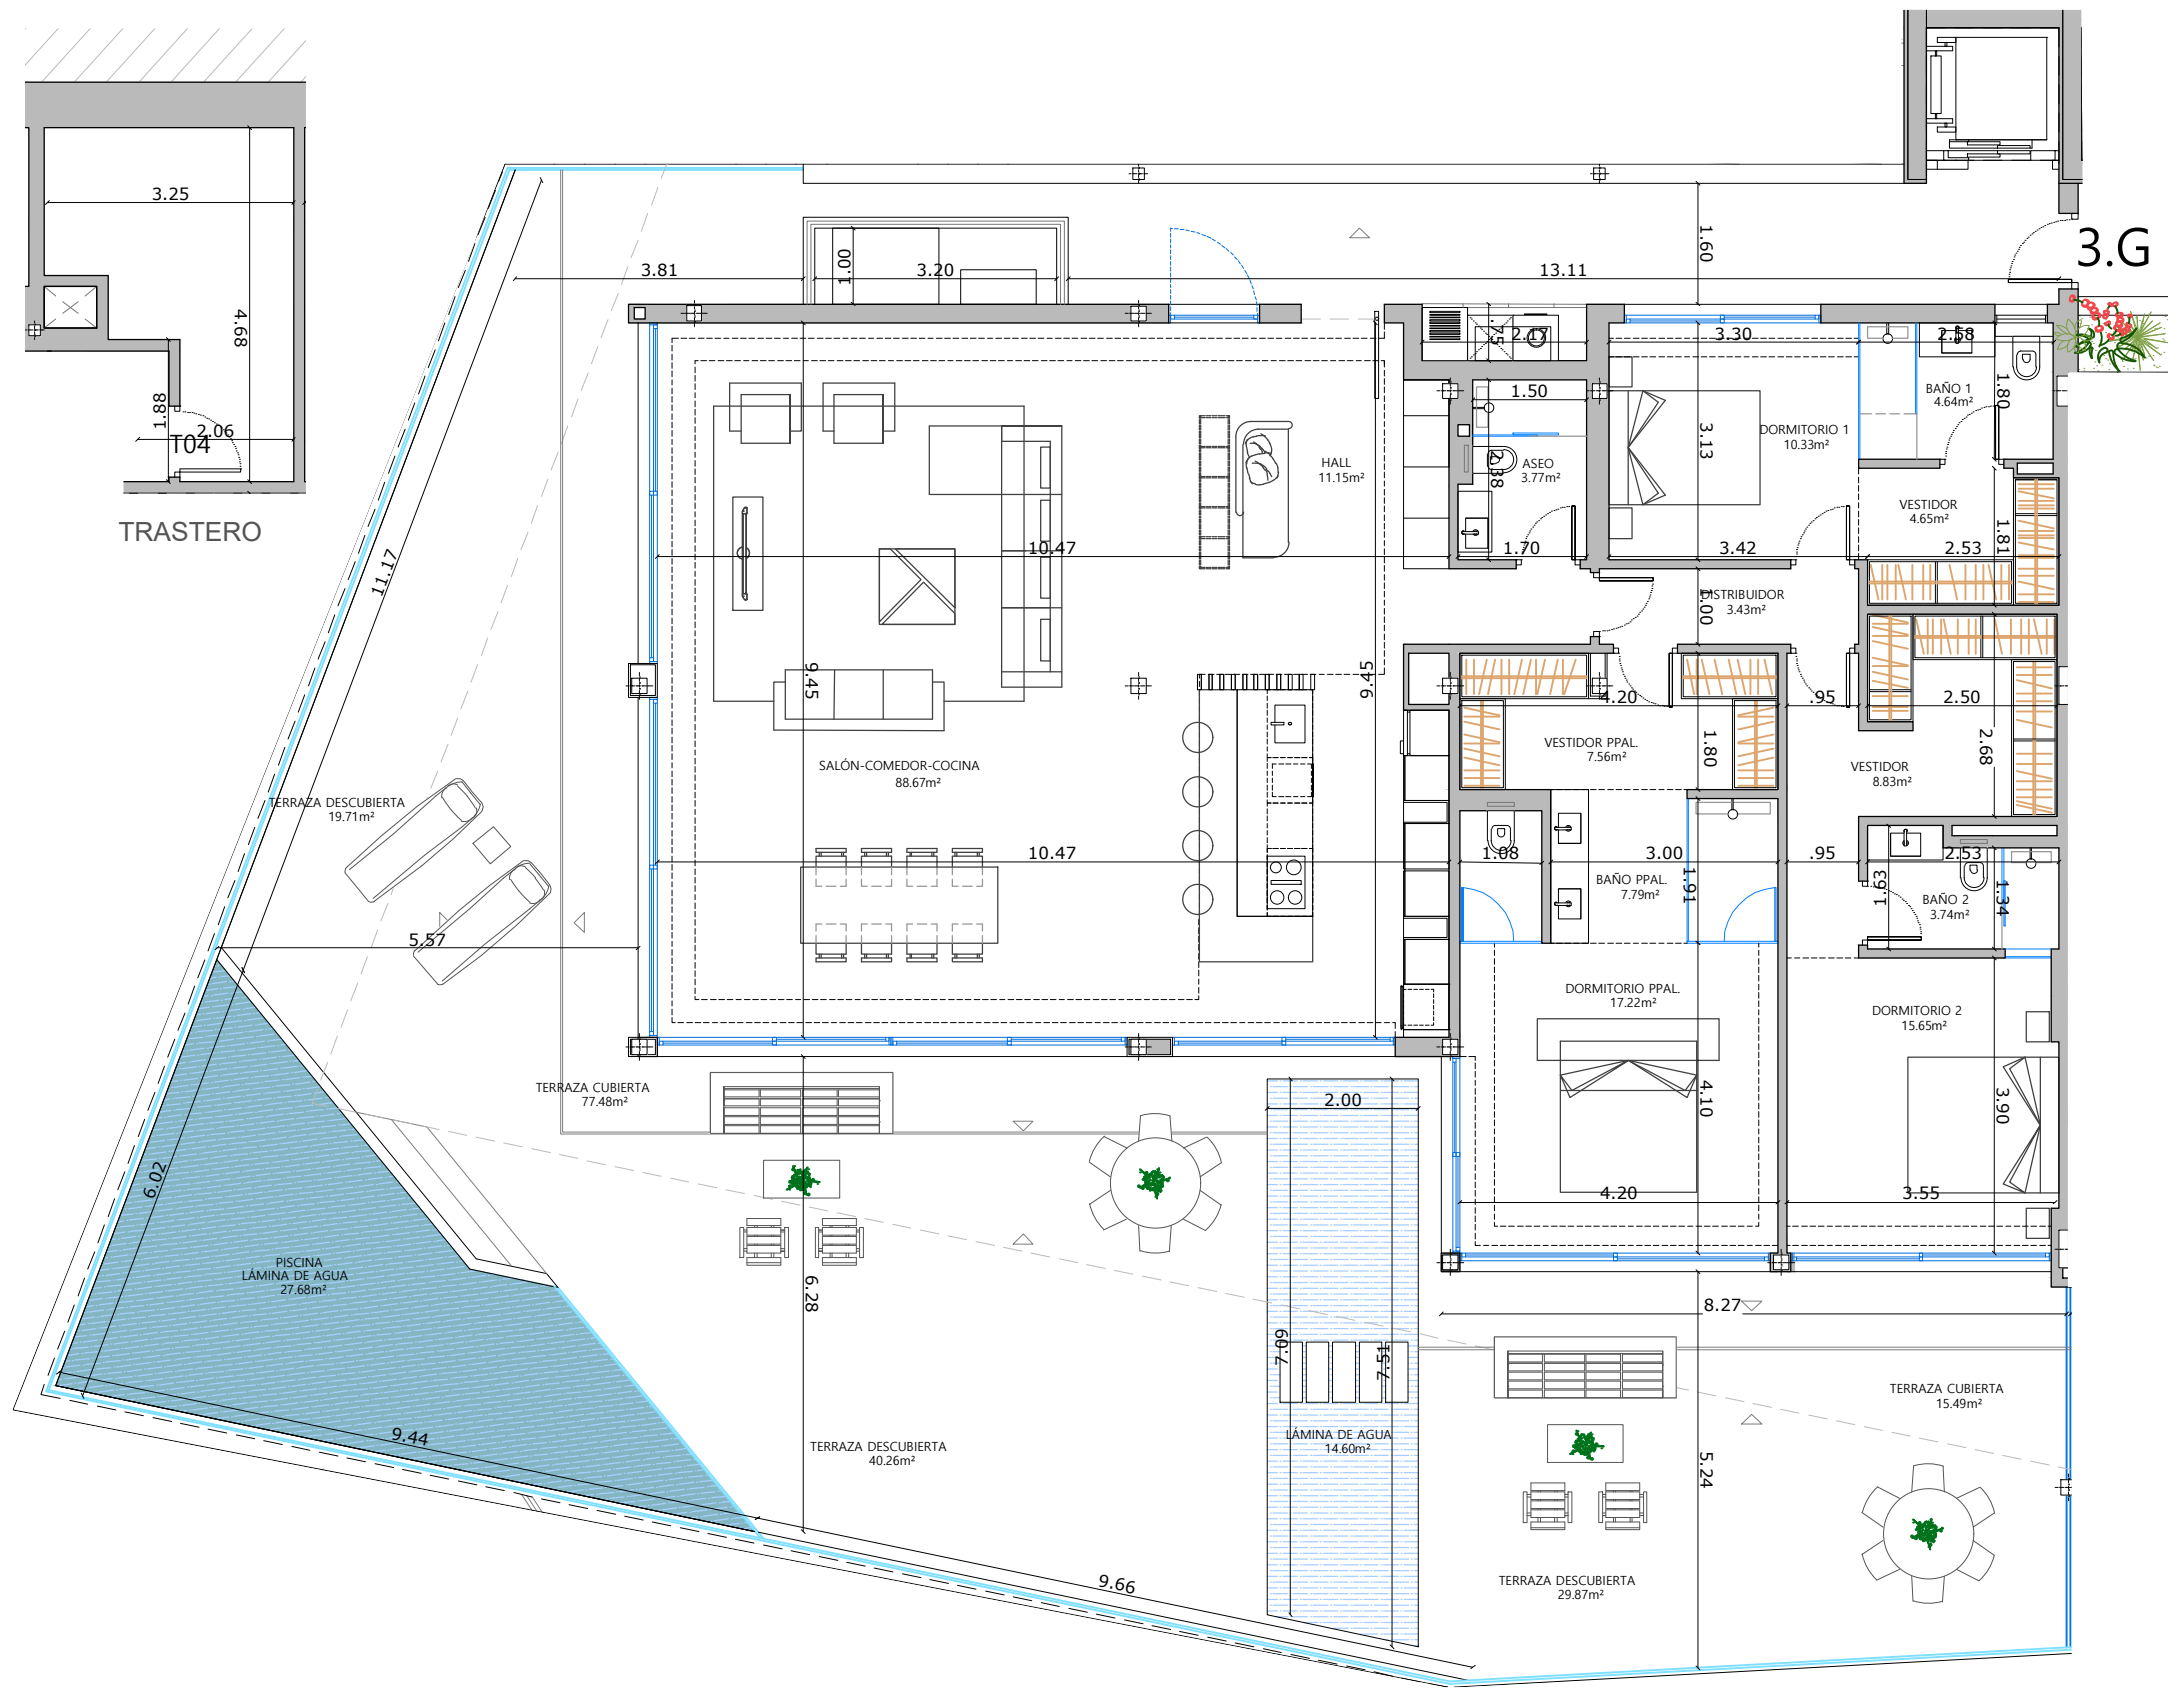 3.25
4.68
1.88
2.06
T04
TRASTERO
3.G
1.60
3.81
1.00
3.20
13.11
.75
2.17
3.30
2.58
1.50
BAÑO 1
4.64m²
1.80
DORMITORIO 1
10.33m²
3.13
HALL
11.15m²
ASEO
3.77m²
2.38
VESTIDOR
4.65m²
1.81
10.47
1.70
3.42
2.53
11.17
DISTRIBUIDOR
3.43m²
1.00
9.45
9.45
4.20
.95
2.50
VESTIDOR PPAL.
7.56m²
1.80
2.68
SALÓN-COMEDOR-COCINA
88.67m²
VESTIDOR
8.83m²
TERRAZA DESCUBIERTA
19.71m²
10.47
1.08
3.00
.95
2.53
BAÑO PPAL.
7.79m²
1.91
1.63
BAÑO 2
3.74m²
1.34
5.57
DORMITORIO PPAL.
17.22m²
DORMITORIO 2
15.65m²
TERRAZA CUBIERTA
77.48m²
2.00
4.10
3.90
6.02
4.20
3.55
PISCINA
LÁMINA DE AGUA
27.68m²
6.28
8.27
7.09
7.51
TERRAZA CUBIERTA
15.49m²
9.44
TERRAZA DESCUBIERTA
40.26m²
LÁMINA DE AGUA
14.60m²
5.24
9.66
TERRAZA DESCUBIERTA
29.87m²